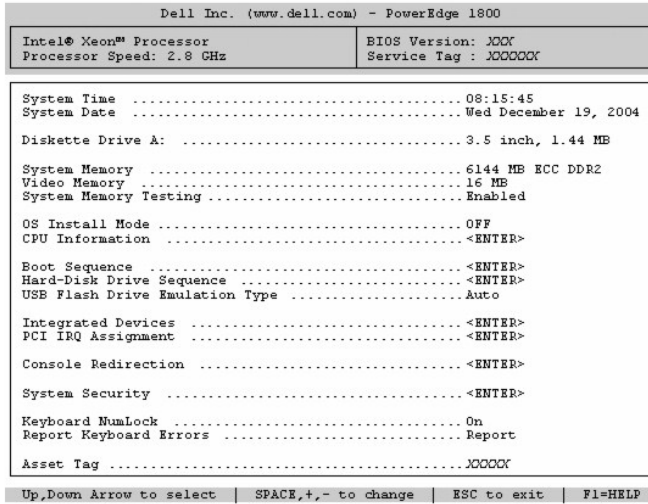 Dell Inc. (www.dell.com) - PowerEdge 1800
Intel® Xeon™ Processor
Processor Speed: 2.8 GHz
BIOS Version: XXX
Service Tag : XXXXXX
System Time ........................................ 08:15:45
System Date ........................................ Wed December 19, 2004
Diskette Drive A: .................................. 3.5 inch, 1.44 MB
System Memory ...................................... 6144 MB ECC DDR2
Video Memory ....................................... 16 MB
System Memory Testing .............................. Enabled
OS Install Mode .................................... OFF
CPU Information .................................... <ENTER>
Boot Sequence ...................................... <ENTER>
Hard-Disk Drive Sequence ........................... <ENTER>
USB Flash Drive Emulation Type ..................... Auto
Integrated Devices ................................. <ENTER>
PCI IRQ Assignment ................................. <ENTER>
Console Redirection ................................ <ENTER>
System Security .................................... <ENTER>
Keyboard NumLock ................................... On
Report Keyboard Errors ............................. Report
Asset Tag .......................................... XXXXX
Up,Down Arrow to select | SPACE,+,- to change | ESC to exit | F1=HELP